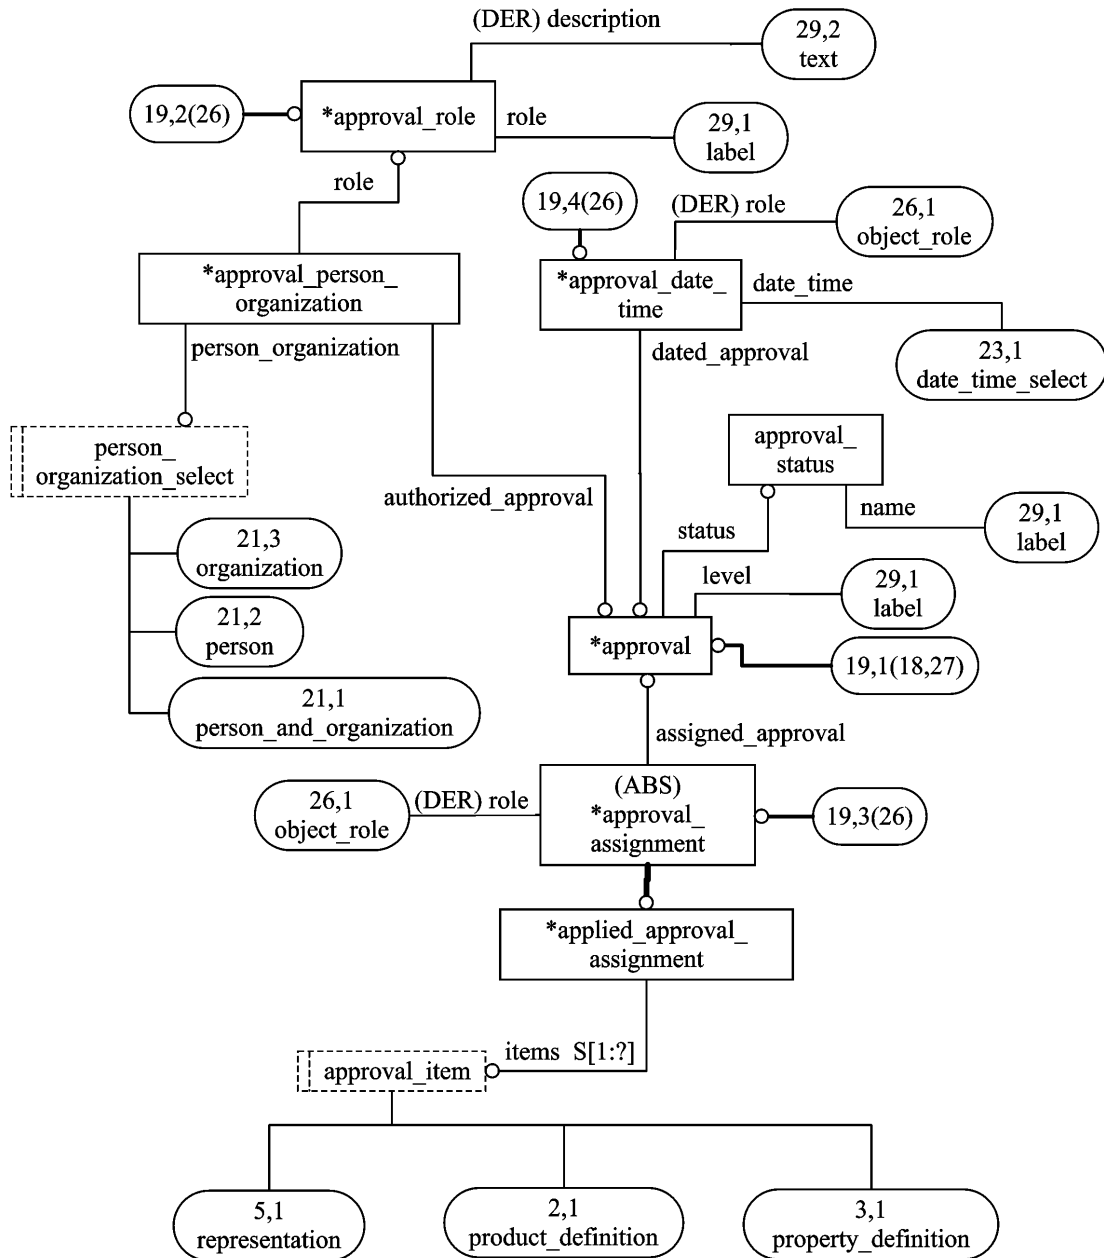 (DER) description
29,2
text
19,2(26)
*approval_role
role
29,1
label
role
19,4(26)
(DER) role
26,1
object_role
*approval_person_
organization
*approval_date_
time
date_time
person_organization
dated_approval
23,1
date_time_select
person_
organization_select
approval_
status
authorized_approval
name
29,1
label
21,3
organization
status
level
29,1
label
21,2
person
*approval
19,1(18,27)
21,1
person_and_organization
assigned_approval
26,1
object_role
(DER) role
(ABS)
*approval_
assignment
19,3(26)
*applied_approval_
assignment
items S[1:?]
approval_item
5,1
representation
2,1
product_definition
3,1
property_definition